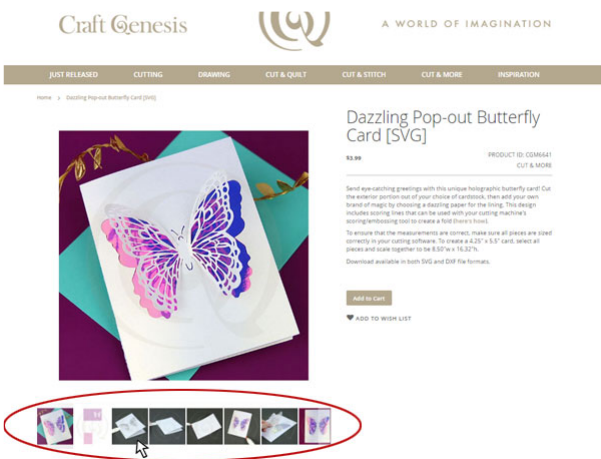 Craft Genesis
A WORLD OF IMAGINATION
JUST RELEASED CUTTING DRAWING CUT & QUILT CUT & STITCH CUT & MORE INSPIRATION
Home > Dazzling Pop-out Butterfly Card [SVG]
Dazzling Pop-out Butterfly
Card [SVG]
$3.99 PRODUCT ID: CGM6641
CUT & MORE
Send eye-catching greetings with this unique holographic butterfly card! Cut
the exterior portion out of your choice of cardstock, then add your own
brand of magic by choosing a dazzling paper for the lining. This design
includes scoring lines that can be used with your cutting machine's
scoring/embossing tool to create a fold (here's how).
To ensure that the measurements are correct, make sure all pieces are sized
correctly in your cutting software. To create a 4.25" x 5.5" card, select all
pieces and scale together to be 8.50"w x 16.32"h.
Download available in both SVG and DXF file formats.
Add to Cart
ADD TO WISH LIST